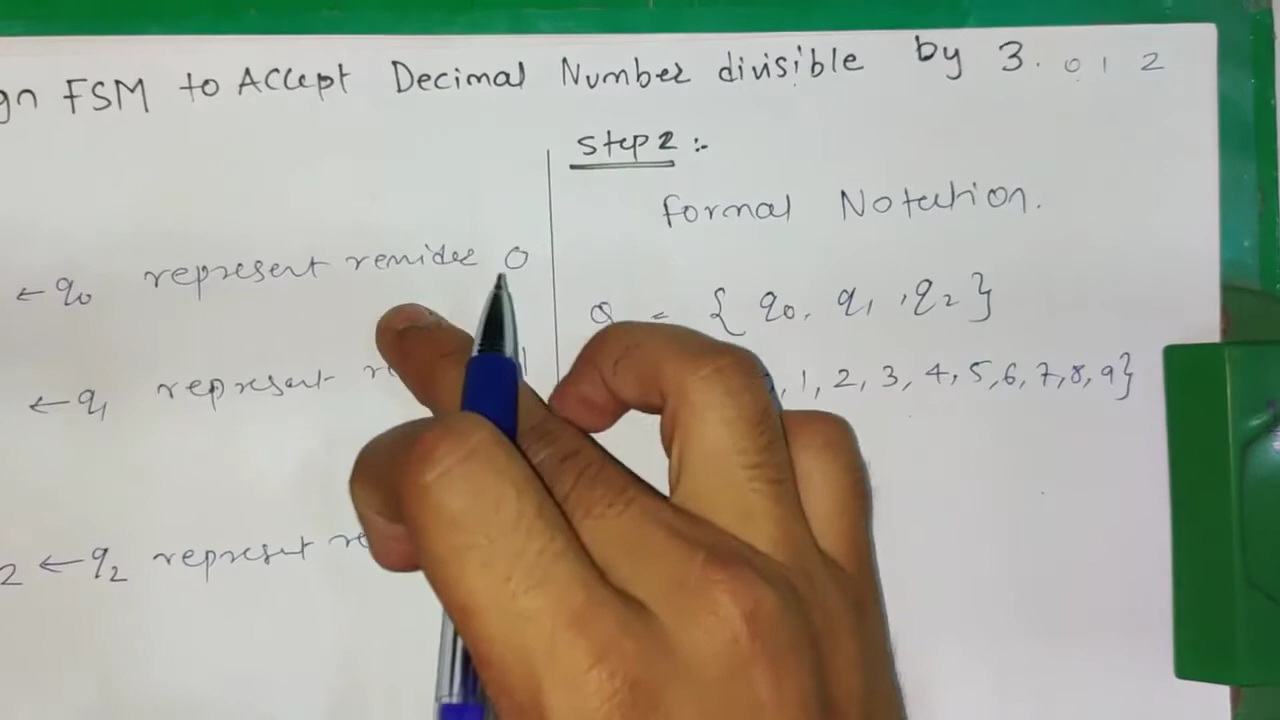 gn FSM to Accept Decimal Number divisible by 3. 0 1 2
← q0 represent remider 0
← q1 represent
2 ← q2 represent
Step 2 :-
Formal Notation.
Q = { q0, q1, q2 }
, 1, 2, 3, 4, 5, 6, 7, 8, 9}